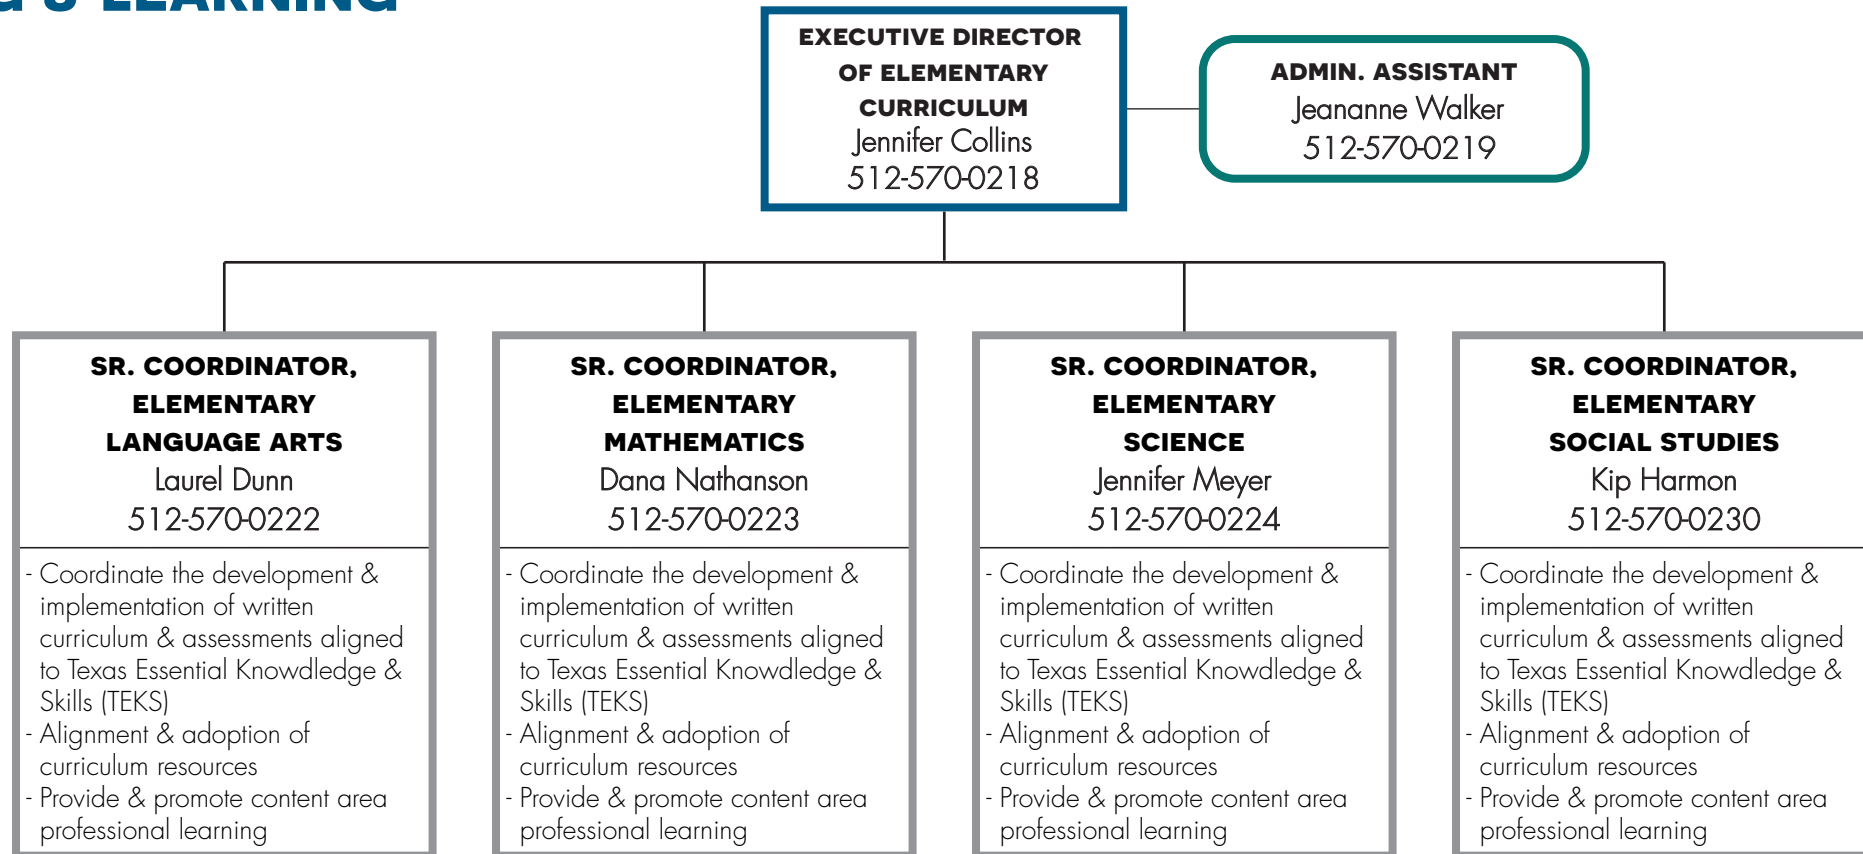 & LEARNING
EXECUTIVE DIRECTOR
OF ELEMENTARY
CURRICULUM
Jennifer Collins
512-570-0218
ADMIN. ASSISTANT
Jeananne Walker
512-570-0219
SR. COORDINATOR,
ELEMENTARY
LANGUAGE ARTS
Laurel Dunn
512-570-0222
- Coordinate the development &
implementation of written
curriculum & assessments aligned
to Texas Essential Knowdledge &
Skills (TEKS)
- Alignment & adoption of
curriculum resources
- Provide & promote content area
professional learning
SR. COORDINATOR,
ELEMENTARY
MATHEMATICS
Dana Nathanson
512-570-0223
- Coordinate the development &
implementation of written
curriculum & assessments aligned
to Texas Essential Knowdledge &
Skills (TEKS)
- Alignment & adoption of
curriculum resources
- Provide & promote content area
professional learning
SR. COORDINATOR,
ELEMENTARY
SCIENCE
Jennifer Meyer
512-570-0224
- Coordinate the development &
implementation of written
curriculum & assessments aligned
to Texas Essential Knowdledge &
Skills (TEKS)
- Alignment & adoption of
curriculum resources
- Provide & promote content area
professional learning
SR. COORDINATOR,
ELEMENTARY
SOCIAL STUDIES
Kip Harmon
512-570-0230
- Coordinate the development &
implementation of written
curriculum & assessments aligned
to Texas Essential Knowdledge &
Skills (TEKS)
- Alignment & adoption of
curriculum resources
- Provide & promote content area
professional learning